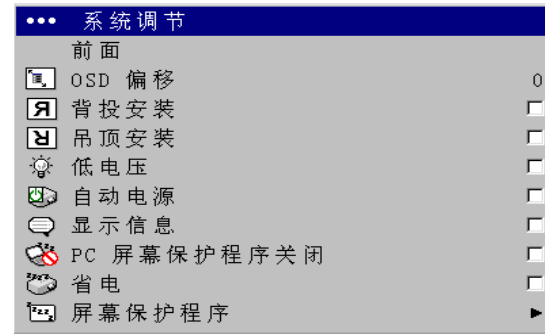 ••• 系统调节
前面
OSD 偏移 0
背投安装
吊顶安装
低电压
自动电源
显示信息
PC 屏幕保护程序关闭
省电
屏幕保护程序